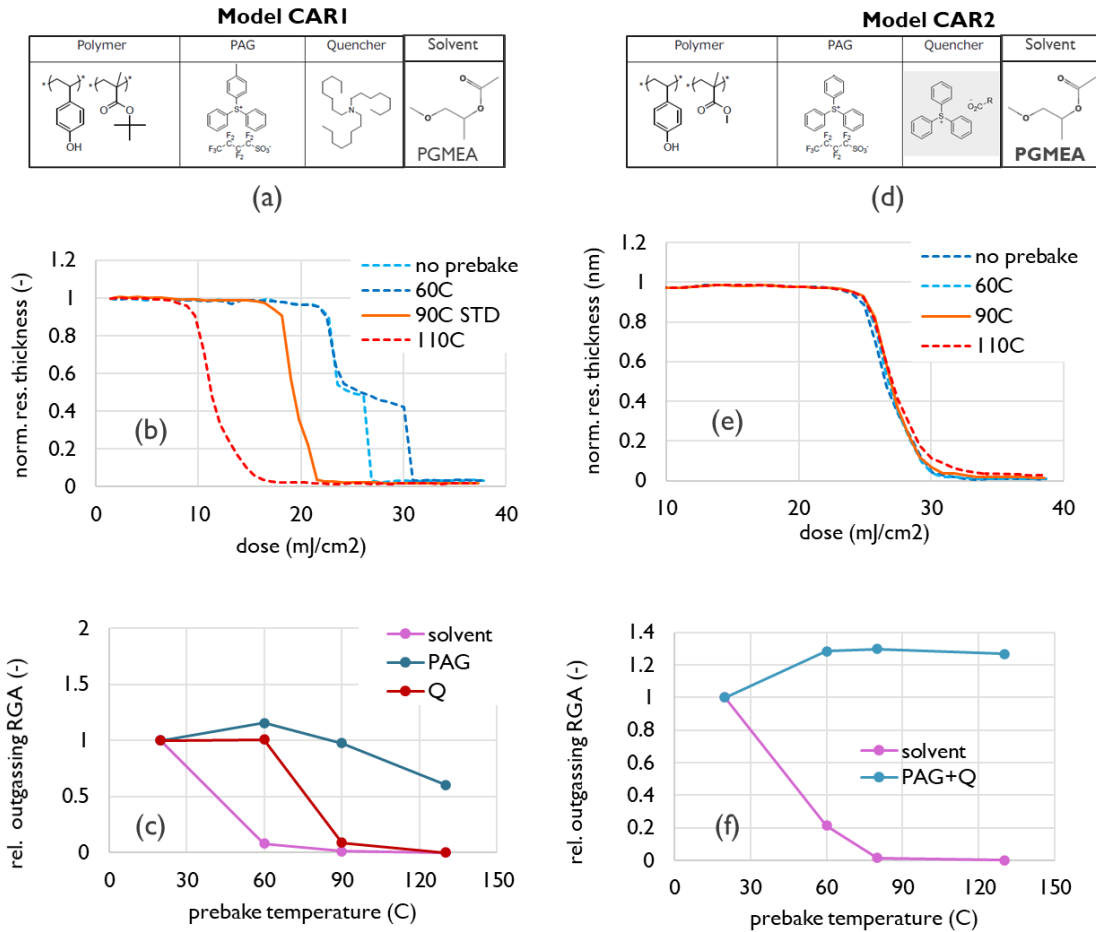 Model CAR1
Polymer PAG Quencher Solvent
* * * *
O O
OH
S+
F2 F2
F3C C C SO3-
C C
F2 F2
N
O
O O
PGMEA
(a)
Model CAR2
Polymer PAG Quencher Solvent
* * * *
O O
OH
S+
F2 F2
F3C C C SO3-
C C
F2 F2
S+
-O2C R
O
O O
PGMEA
(d)
norm. res. thickness (-)
1.2
1
0.8
0.6
0.4
0.2
0
0 10 20 30 40
dose (mJ/cm2)
no prebake
60C
90C STD
110C
(b)
norm. res. thickness (nm)
1.2
1
0.8
0.6
0.4
0.2
0
10 20 30 40
dose (mJ/cm2)
no prebake
60C
90C
110C
(e)
rel. outgassing RGA (-)
2
1.5
1
0.5
0
0 30 60 90 120 150
prebake temperature (C)
solvent
PAG
Q
(c)
rel. outgassing RGA (-)
1.4
1.2
1
0.8
0.6
0.4
0.2
0
0 30 60 90 120 150
prebake temperature (C)
solvent
PAG+Q
(f)